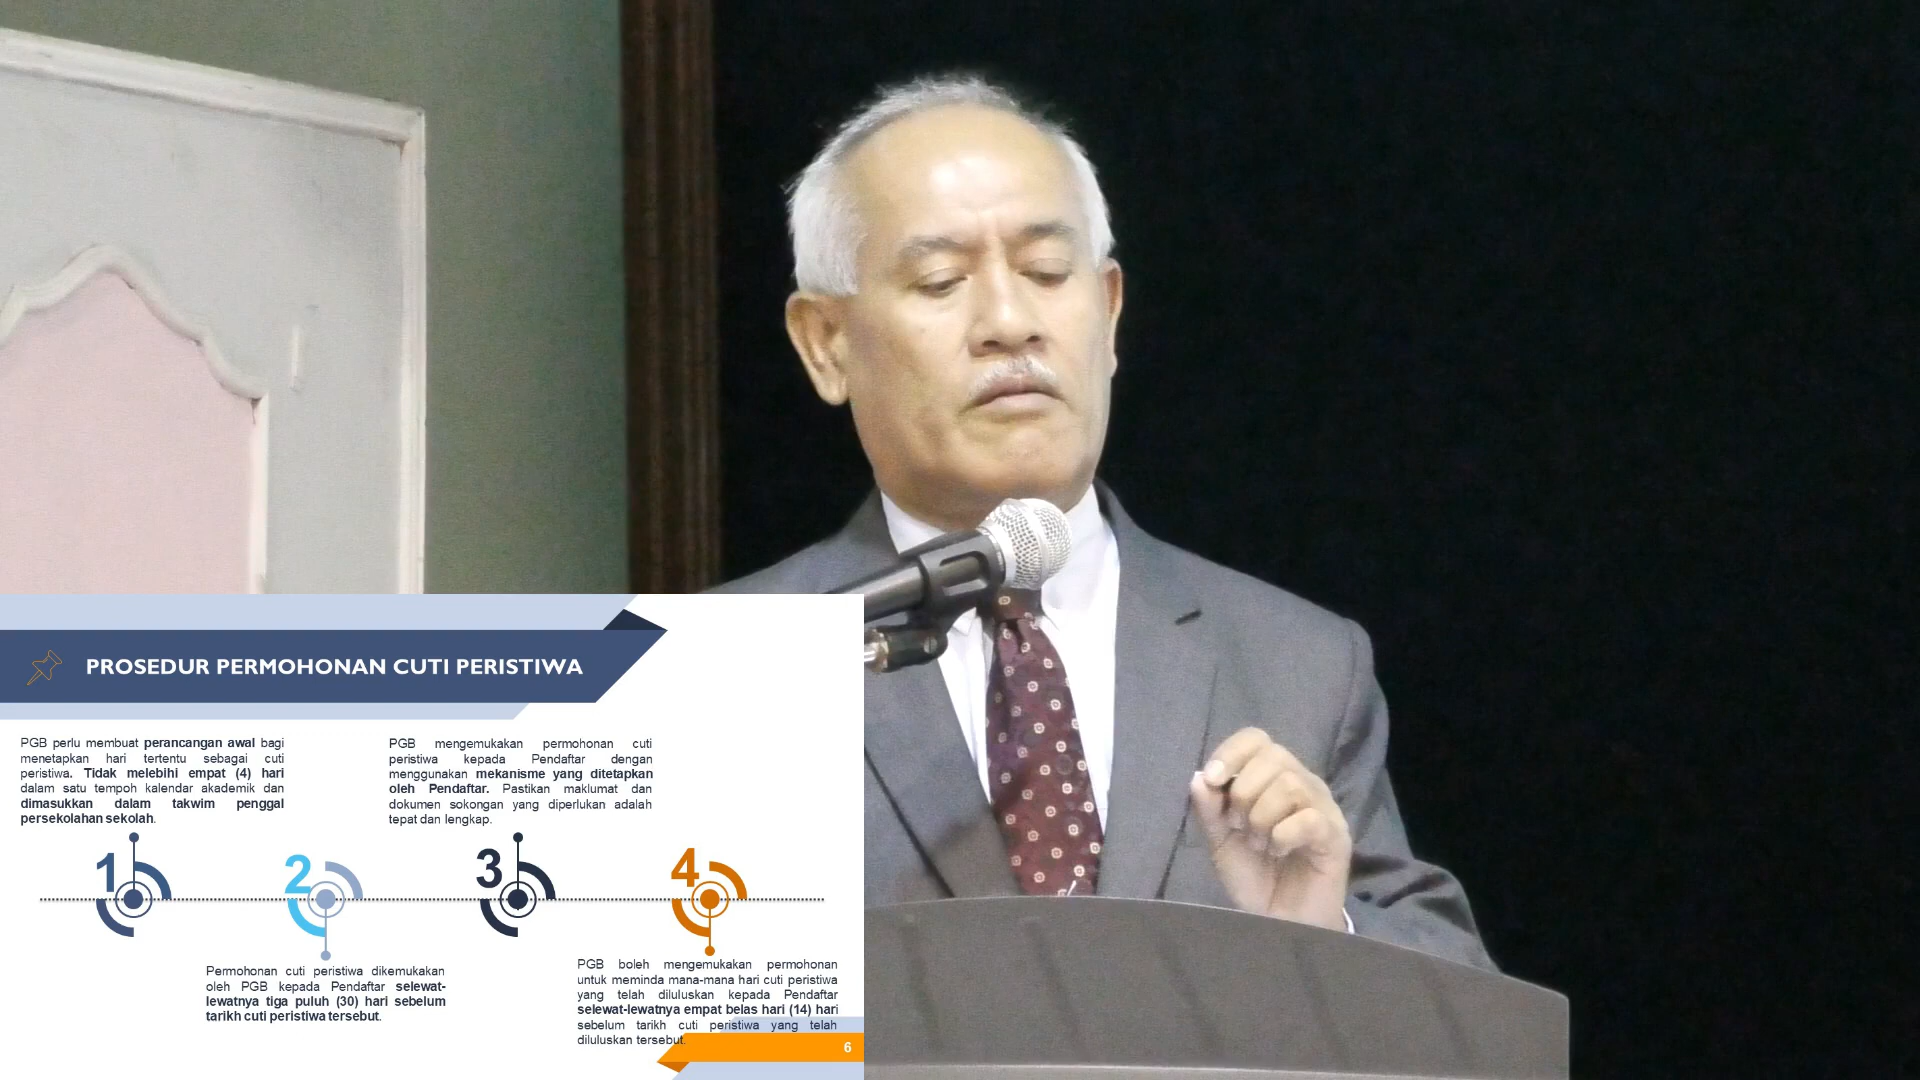 PROSEDUR PERMOHONAN CUTI PERISTIWA
PGB perlu membuat perancangan awal bagi
menetapkan hari tertentu sebagai cuti
peristiwa. Tidak melebihi empat (4) hari
dalam satu tempoh kalendar akademik dan
dimasukkan dalam takwim penggal
persekolahan sekolah.
PGB mengemukakan permohonan cuti
peristiwa kepada Pendaftar dengan
menggunakan mekanisme yang ditetapkan
oleh Pendaftar. Pastikan maklumat dan
dokumen sokongan yang diperlukan adalah
tepat dan lengkap.
1
2
3
4
Permohonan cuti peristiwa dikemukakan
oleh PGB kepada Pendaftar selewat-
lewatnya tiga puluh (30) hari sebelum
tarikh cuti peristiwa tersebut.
PGB boleh mengemukakan permohonan
untuk meminda mana-mana hari cuti peristiwa
yang telah diluluskan kepada Pendaftar
selewat-lewatnya empat belas hari (14) hari
sebelum tarikh cuti peristiwa yang telah
diluluskan tersebut.
6